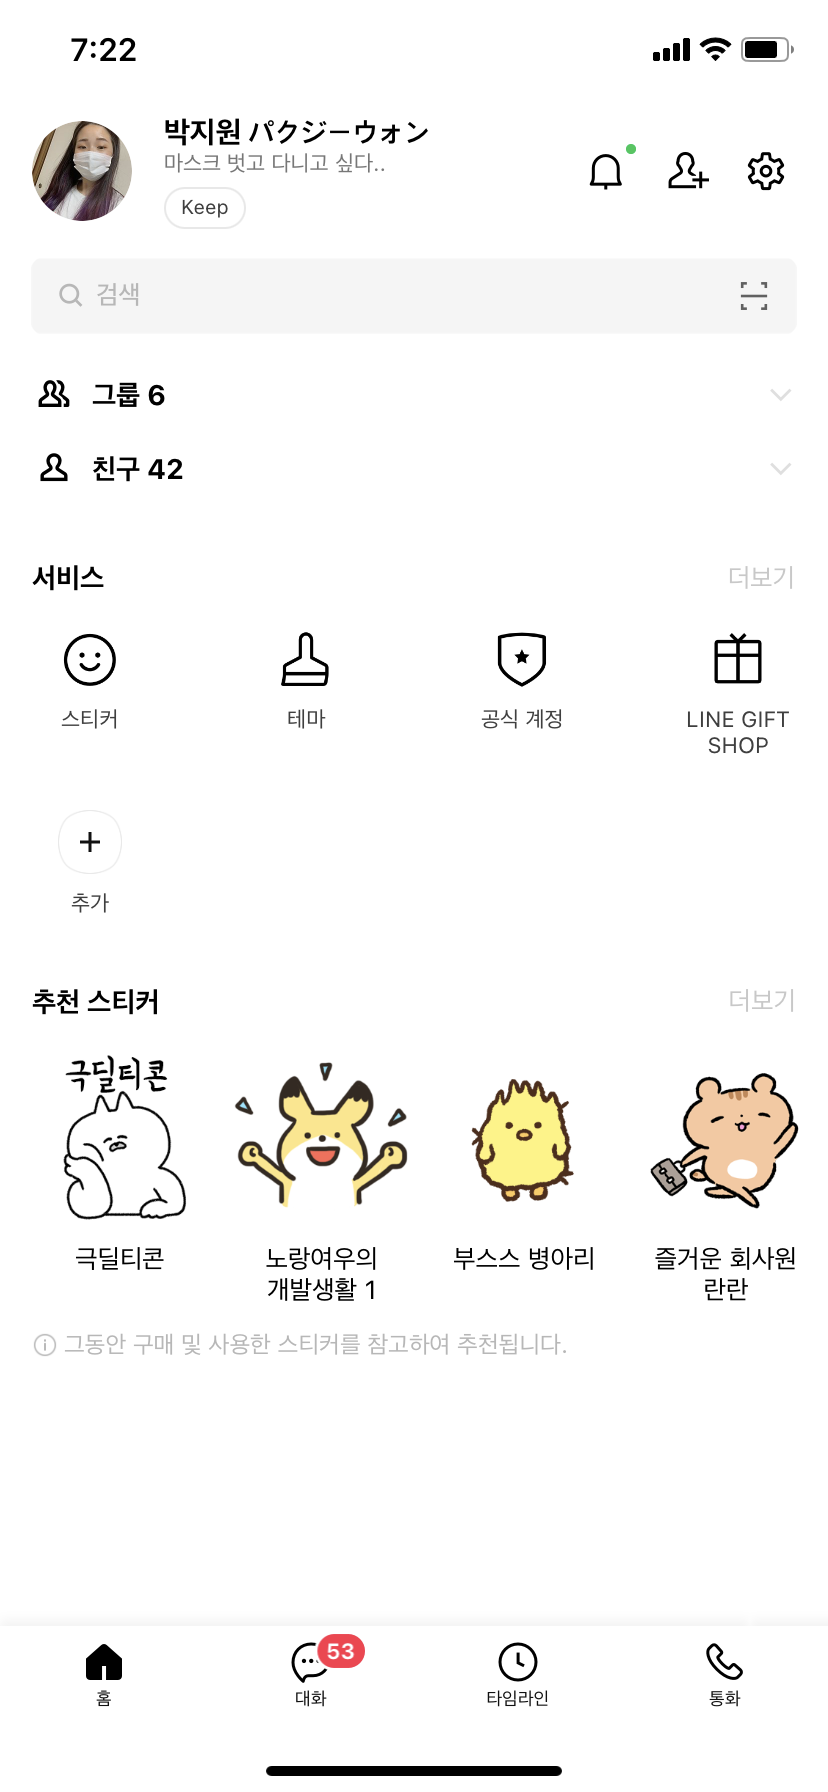 7:22
박지원 パクジーウォン
마스크 벗고 다니고 싶다..
Keep
검색
그룹 6
친구 42
서비스
더보기
스티커
테마
공식 계정
LINE GIFT
SHOP
추가
추천 스티커
더보기
극딜티콘
극딜티콘
노랑여우의
개발생활 1
부스스 병아리
즐거운 회사원
란란
그동안 구매 및 사용한 스티커를 참고하여 추천됩니다.
홈
53
대화
타임라인
통화